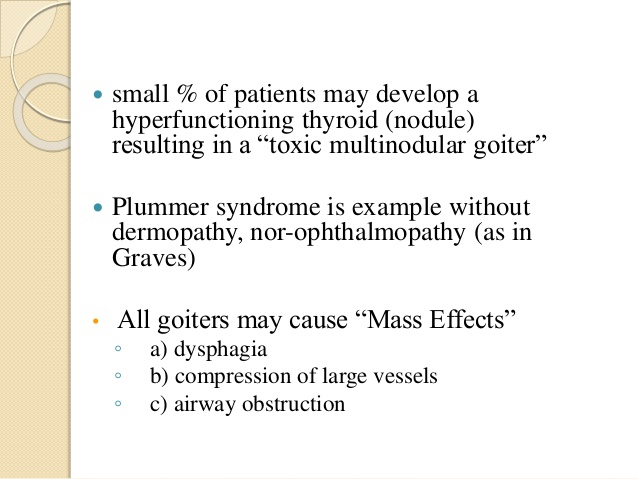 • small % of patients may develop a
hyperfunctioning thyroid (nodule)
resulting in a “toxic multinodular goiter”
• Plummer syndrome is example without
dermopathy, nor-ophthalmopathy (as in
Graves)
• All goiters may cause “Mass Effects”
◦ a) dysphagia
◦ b) compression of large vessels
◦ c) airway obstruction